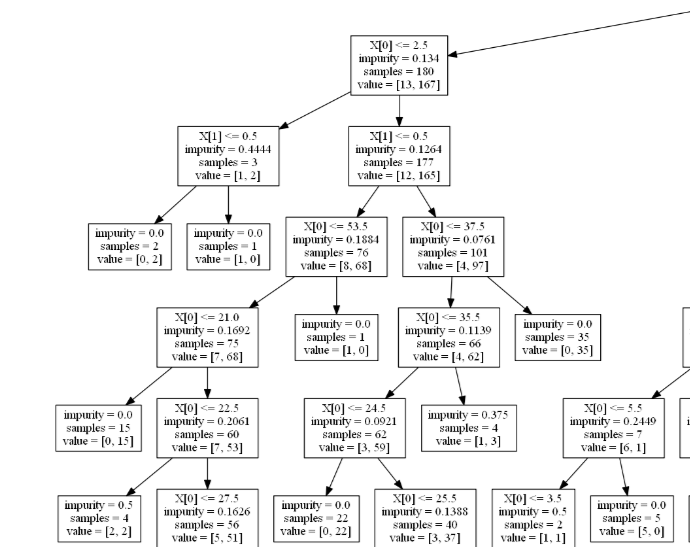 X[0] <= 2.5
impurity = 0.134
samples = 180
value = [13, 167]
X[1] <= 0.5
impurity = 0.4444
samples = 3
value = [1, 2]
X[1] <= 0.5
impurity = 0.1264
samples = 177
value = [12, 165]
impurity = 0.0
samples = 2
value = [0, 2]
impurity = 0.0
samples = 1
value = [1, 0]
X[0] <= 53.5
impurity = 0.1884
samples = 76
value = [8, 68]
X[0] <= 37.5
impurity = 0.0761
samples = 101
value = [4, 97]
X[0] <= 21.0
impurity = 0.1692
samples = 75
value = [7, 68]
impurity = 0.0
samples = 1
value = [1, 0]
X[0] <= 35.5
impurity = 0.1139
samples = 66
value = [4, 62]
impurity = 0.0
samples = 35
value = [0, 35]
impurity = 0.0
samples = 15
value = [0, 15]
X[0] <= 22.5
impurity = 0.2061
samples = 60
value = [7, 53]
X[0] <= 24.5
impurity = 0.0921
samples = 62
value = [3, 59]
impurity = 0.375
samples = 4
value = [1, 3]
X[0] <= 5.5
impurity = 0.2449
samples = 7
value = [6, 1]
impurity = 0.5
samples = 4
value = [2, 2]
X[0] <= 27.5
impurity = 0.1626
samples = 56
value = [5, 51]
impurity = 0.0
samples = 22
value = [0, 22]
X[0] <= 25.5
impurity = 0.1388
samples = 40
value = [3, 37]
X[0] <= 3.5
impurity = 0.5
samples = 2
value = [1, 1]
impurity = 0.0
samples = 5
value = [5, 0]